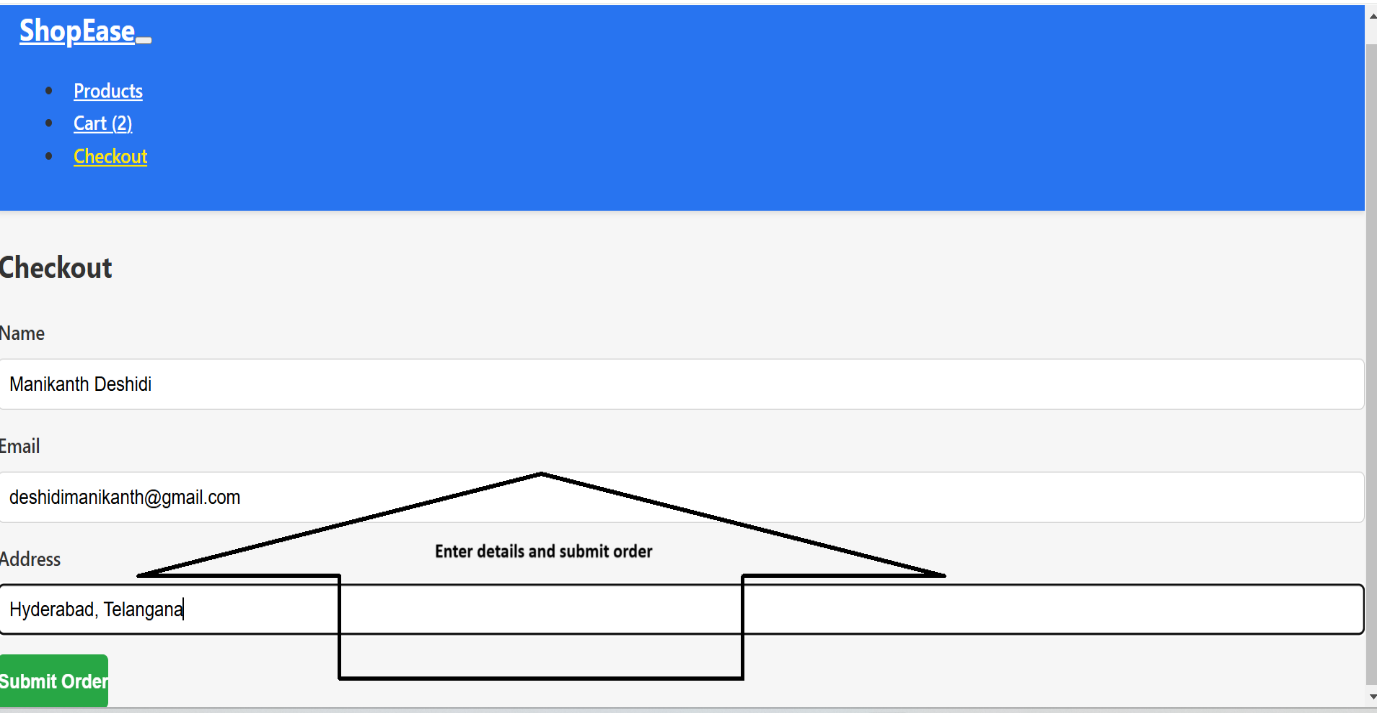 ShopEase
Products
Cart (2)
Checkout
Checkout
Name
Manikanth Deshidi
Email
deshidimanikanth@gmail.com
Enter details and submit order
Address
Hyderabad, Telangana
Submit Order